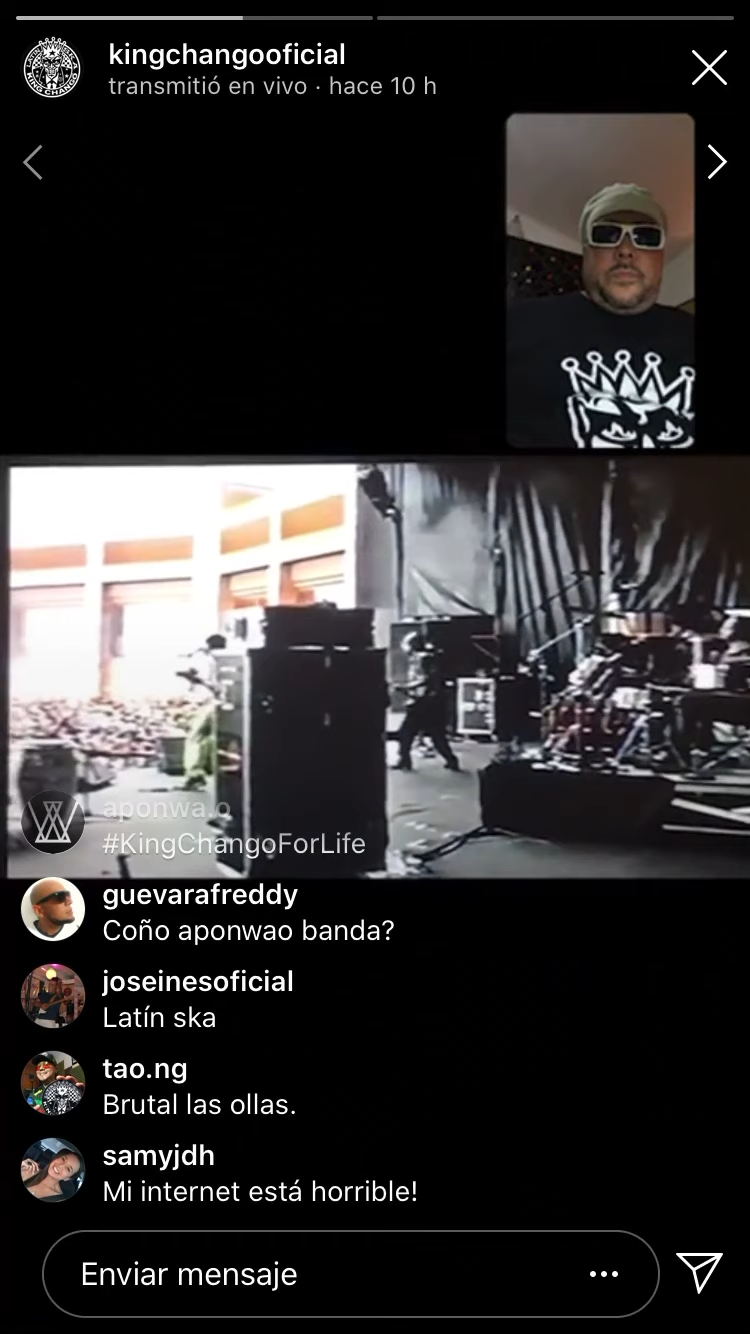 kingchangooficial
transmitió en vivo · hace 10 h
aponwa.o
#KingChangoForLife
guevarafreddy
Coño aponwao banda?
joseinesoficial
Latín ska
tao.ng
Brutal las ollas.
samyjdh
Mi internet está horrible!
Enviar mensaje